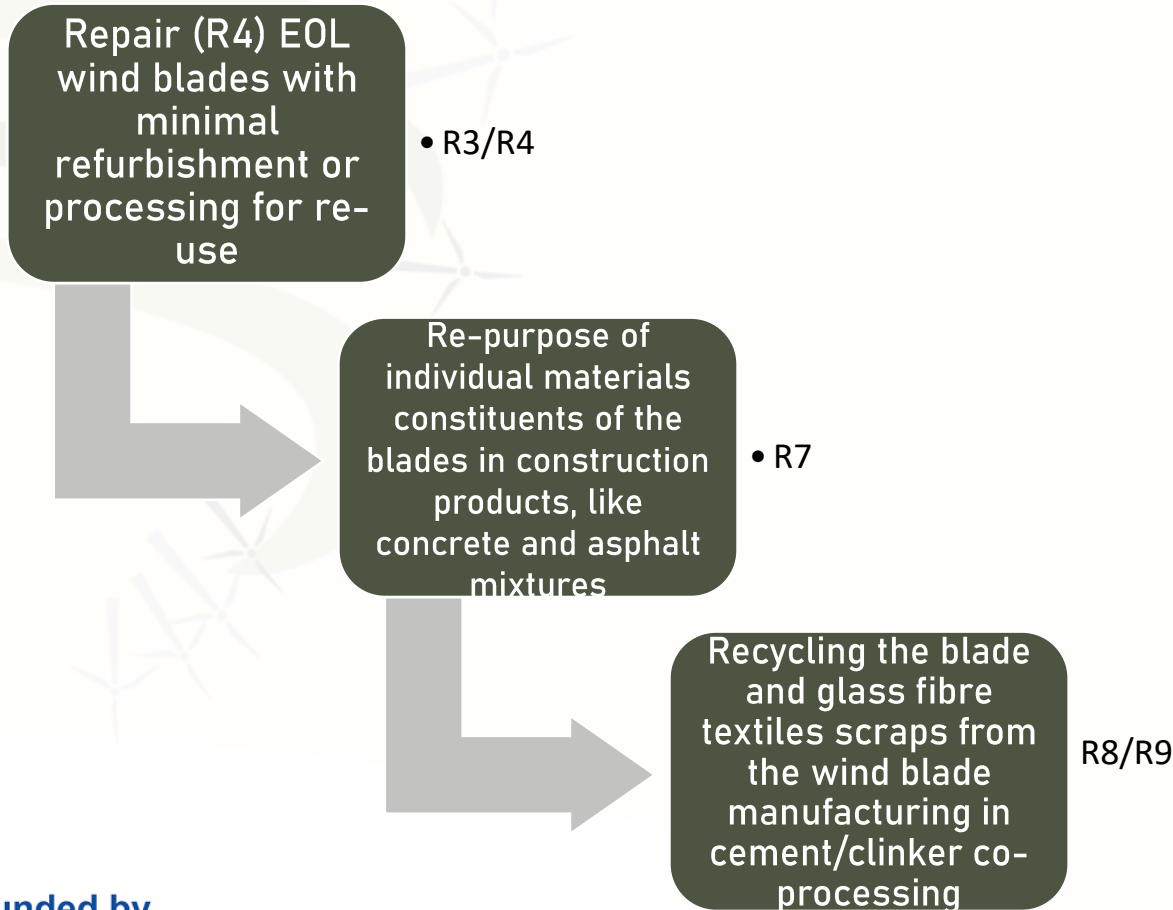 Repair (R4) EOL
wind blades with
minimal
refurbishment or
processing for re-
use
• R3/R4
Re-purpose of
individual materials
constituents of the
blades in construction
products, like
concrete and asphalt
mixtures
• R7
Recycling the blade
and glass fibre
textiles scraps from
the wind blade
manufacturing in
cement/clinker co-
processing
R8/R9